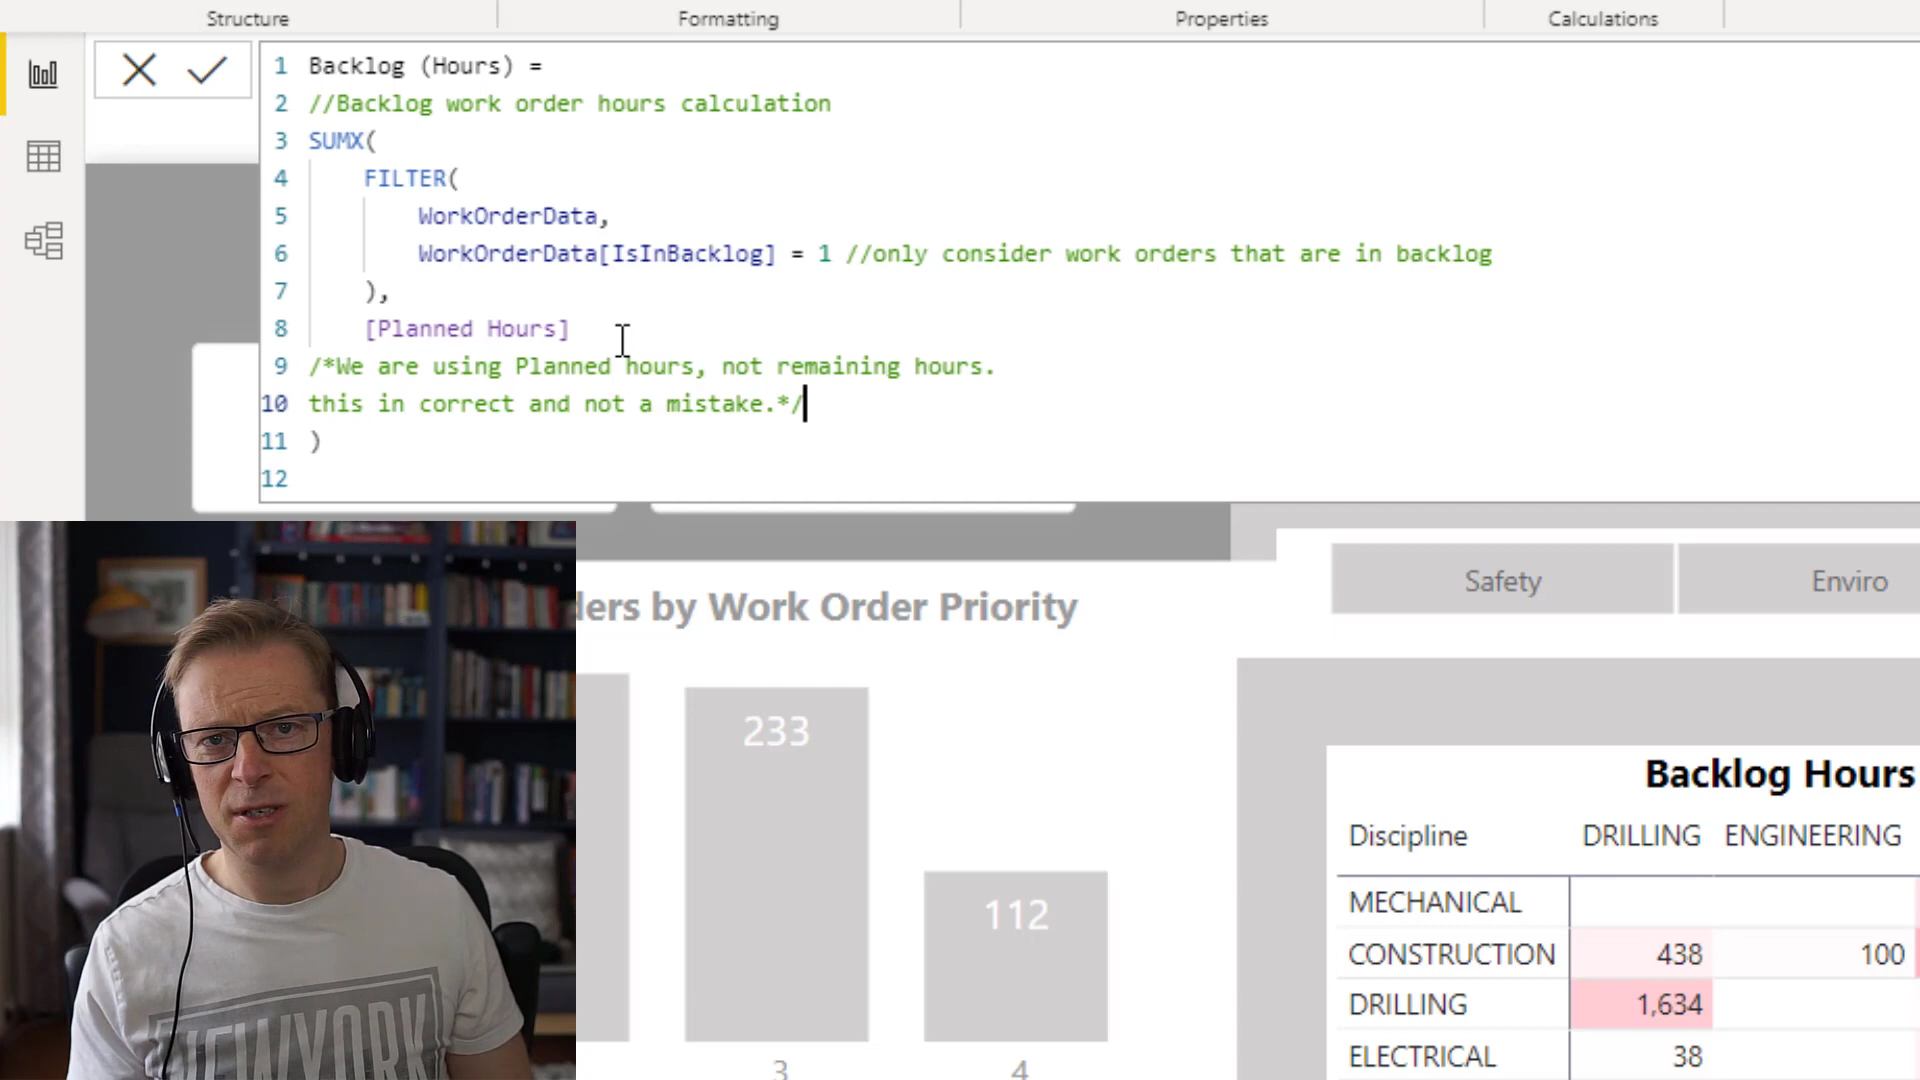 Structure
Formatting
Properties
Calculations
1 Backlog (Hours) =
2 //Backlog work order hours calculation
3 SUMX(
4 FILTER(
5 WorkOrderData,
6 WorkOrderData[IsInBacklog] = 1 //only consider work orders that are in backlog
7 ),
8 [Planned Hours]
9 /*We are using Planned hours, not remaining hours.
10 this in correct and not a mistake.*/
11 )
12
ders by Work Order Priority
233
112
3
4
Safety
Enviro
Backlog Hours
Discipline DRILLING ENGINEERING
MECHANICAL
CONSTRUCTION 438 100
DRILLING 1,634
ELECTRICAL 38
NEW YORK